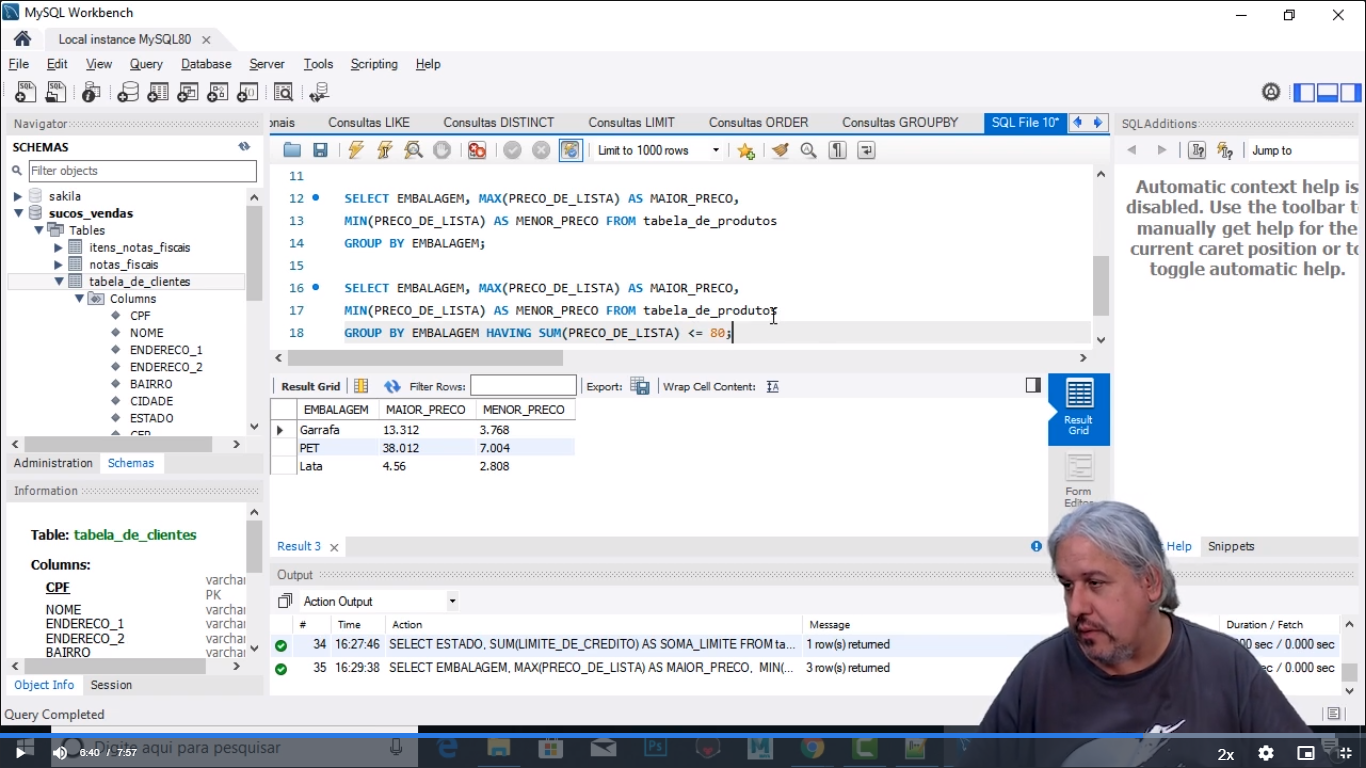 MySQL Workbench
Local instance MySQL80
File Edit View Query Database Server Tools Scripting Help
Navigator
SCHEMAS
Filter objects
sakila
sucos_vendas
Tables
itens_notas_fiscais
notas_fiscais
tabela_de_clientes
Columns
CPF
NOME
ENDERECO_1
ENDERECO_2
BAIRRO
CIDADE
ESTADO
CEP
Administration Schemas
Information
Table: tabela_de_clientes
Columns:
CPF varchar
PK
NOME varchar
ENDERECO_1 varchar
ENDERECO_2 varchar
BAIRRO varchar
Object Info Session
Query Completed
onais Consultas LIKE Consultas DISTINCT Consultas LIMIT Consultas ORDER Consultas GROUPBY SQL File 10*
Limit to 1000 rows
11
12 SELECT EMBALAGEM, MAX(PRECO_DE_LISTA) AS MAIOR_PRECO,
13 MIN(PRECO_DE_LISTA) AS MENOR_PRECO FROM tabela_de_produtos
14 GROUP BY EMBALAGEM;
15
16 SELECT EMBALAGEM, MAX(PRECO_DE_LISTA) AS MAIOR_PRECO,
17 MIN(PRECO_DE_LISTA) AS MENOR_PRECO FROM tabela_de_produtos
18 GROUP BY EMBALAGEM HAVING SUM(PRECO_DE_LISTA) <= 80;
Result Grid Filter Rows: Export: Wrap Cell Content:
EMBALAGEM MAIOR_PRECO MENOR_PRECO
Garrafa 13.312 3.768
PET 38.012 7.004
Lata 4.56 2.808
Result Grid
Form
Result 3
Output
Action Output
# Time Action Message Duration / Fetch
34 16:27:46 SELECT ESTADO, SUM(LIMITE_DE_CREDITO) AS SOMA_LIMITE FROM ta... 1 row(s) returned 000 sec / 0.000 sec
35 16:29:38 SELECT EMBALAGEM, MAX(PRECO_DE_LISTA) AS MAIOR_PRECO, MIN(... 3 row(s) returned sec / 0.000 sec
SQLAdditions
Jump to
Automatic context help is
disabled. Use the toolbar t
manually get help for the
current caret position or to
toggle automatic help.
Help Snippets
Digite aqui para pesquisar
6:40 / 7:57
2x